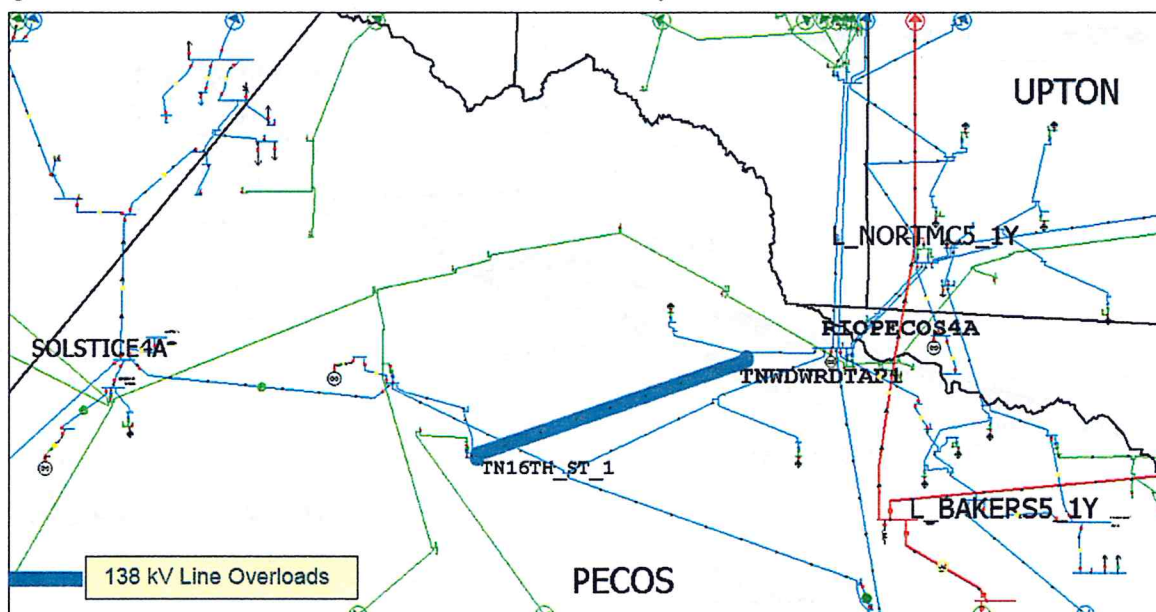 UPTON
L_NORTMC5_1Y
RIOPECOS4A
SOLSTICE4A
TNWDWRDTAP1
TN16TH_ST_1
L_BAKERS5_1Y
138 kV Line Overloads
PECOS